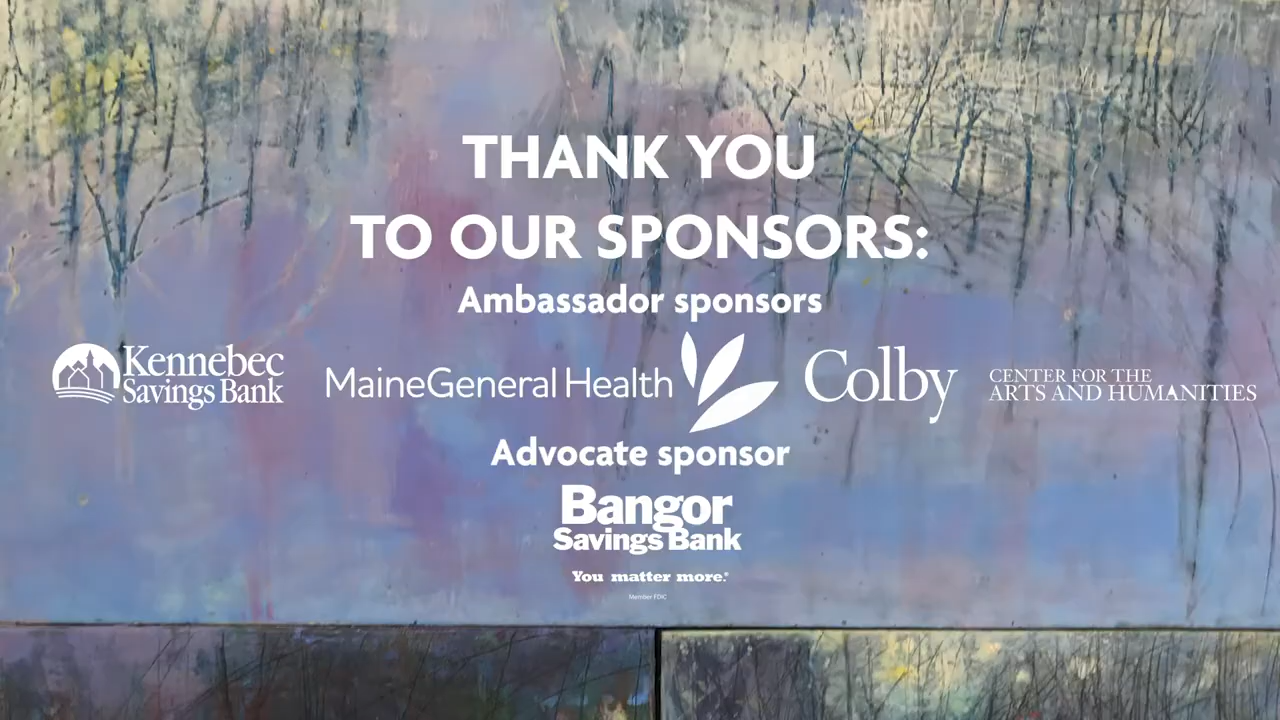 THANK YOU
TO OUR SPONSORS:
Ambassador sponsors
Kennebec
Savings Bank
MaineGeneral Health
Colby
CENTER FOR THE
ARTS AND HUMANITIES
Advocate sponsor
Bangor
Savings Bank
You matter more.®
Member FDIC